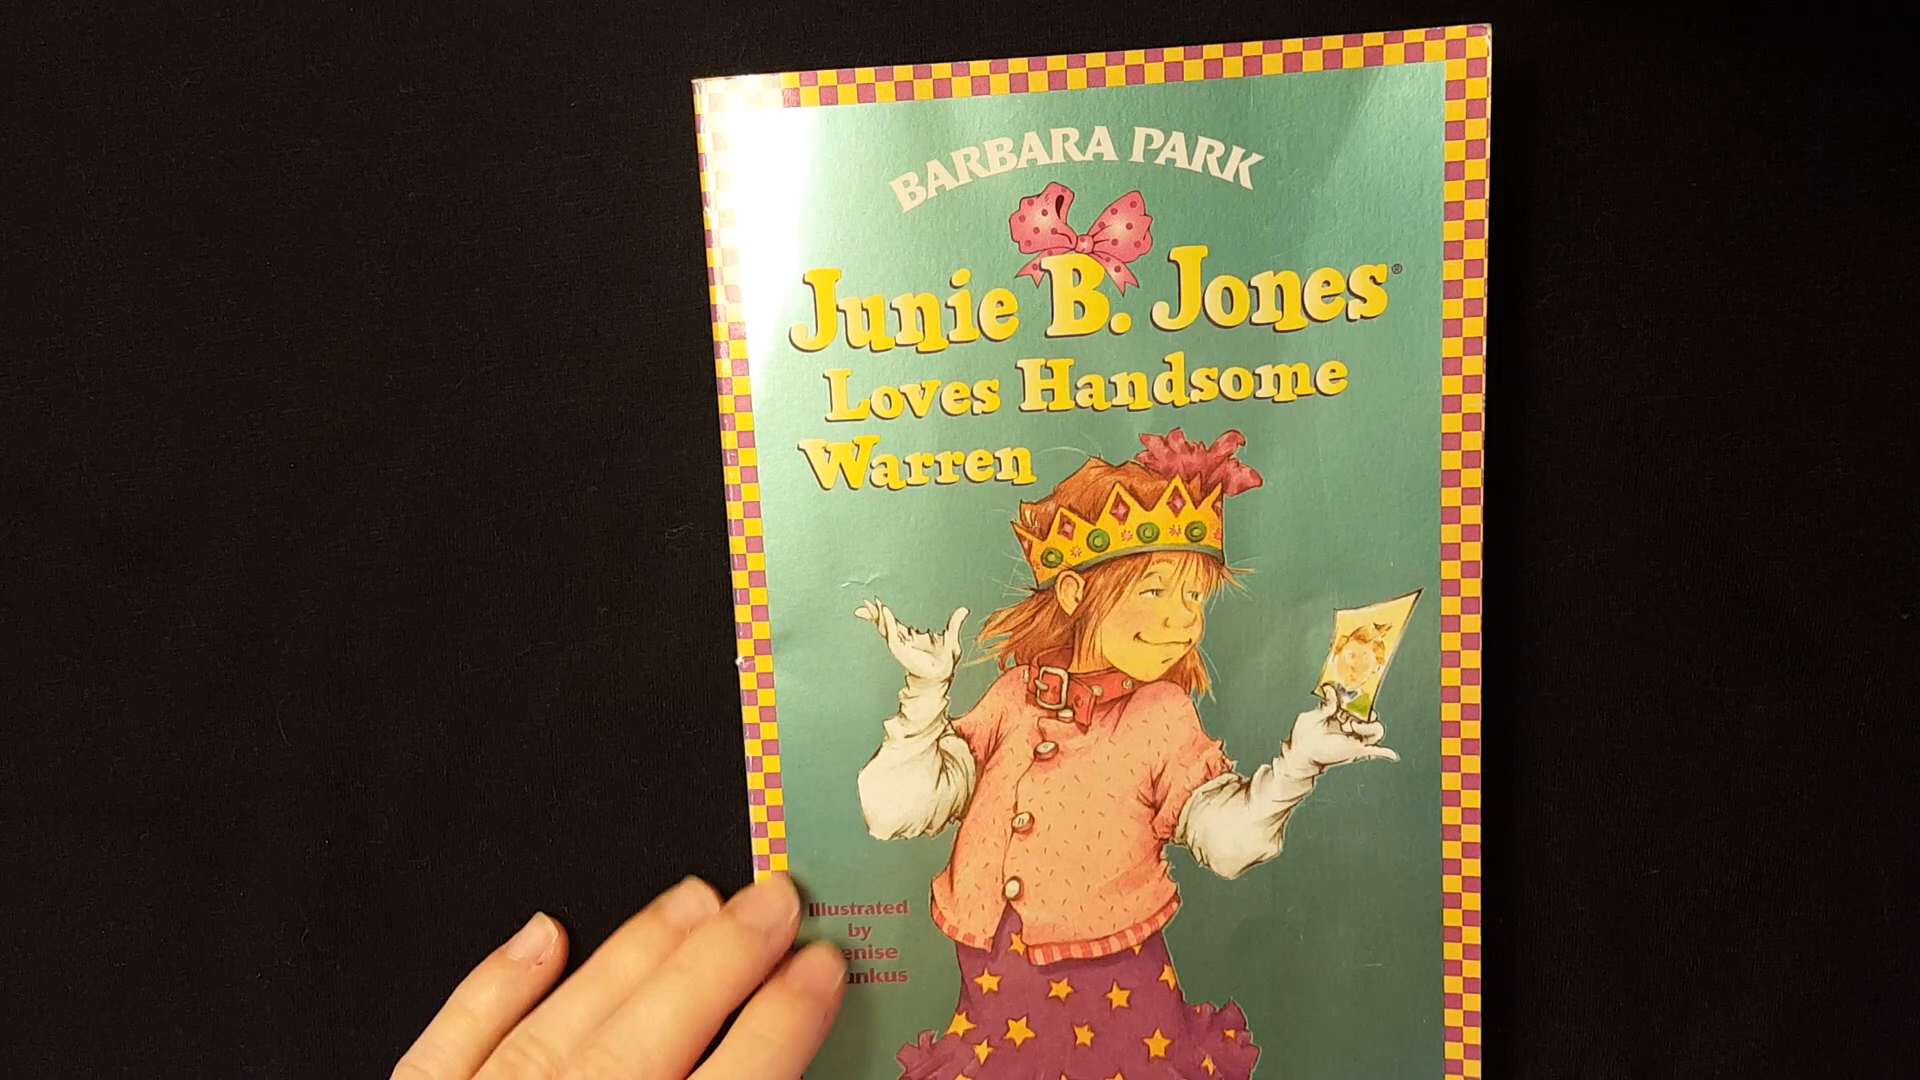 BARBARA PARK
Junie B. Jones®
Loves Handsome
Warren
Illustrated
by
enise
unkus